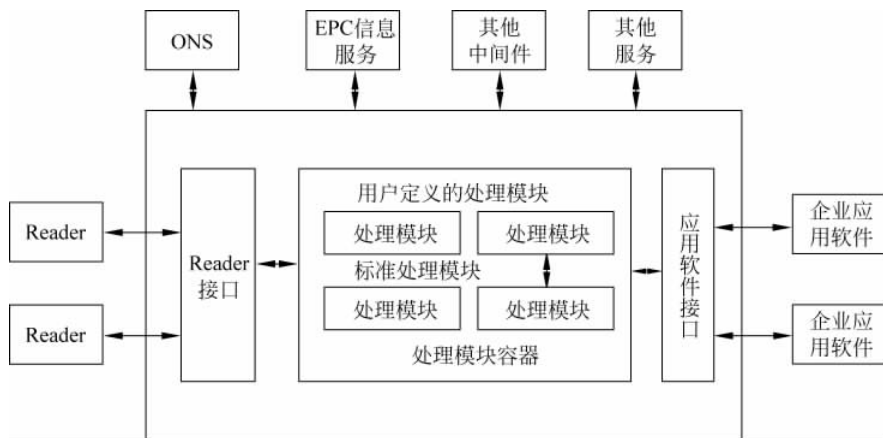 ONS
EPC信息
服务
其他
中间件
其他
服务
用户定义的处理模块
处理模块
处理模块
标准处理模块
处理模块
处理模块
处理模块容器
Reader
Reader
Reader
接口
应用软件接口
企业应
用软件
企业应
用软件